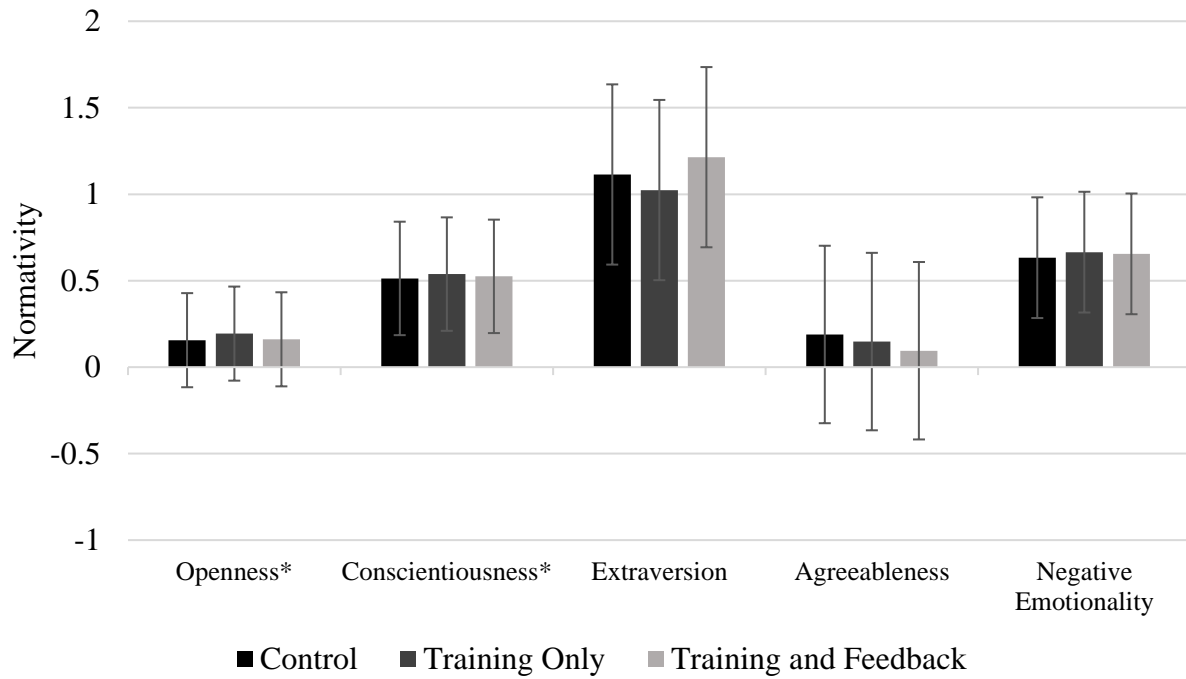 2
1.5
1
0.5
0
-0.5
-1
Normativity
Openness* Conscientiousness* Extraversion Agreeableness Negative
Emotionality
Control Training Only Training and Feedback